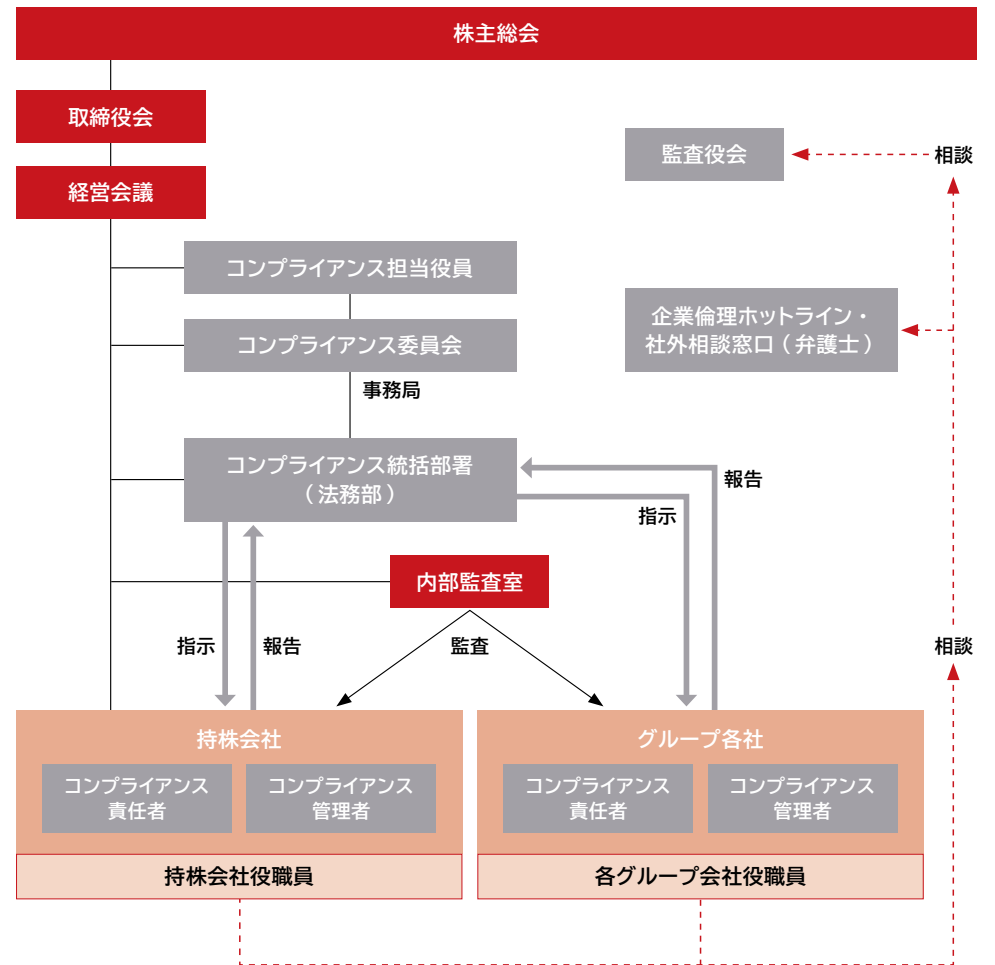 株主総会
取締役会
監査役会
相談
経営会議
コンプライアンス担当役員
企業倫理ホットライン・
社外相談窓口(弁護士)
コンプライアンス委員会
事務局
コンプライアンス統括部署
(法務部)
報告
指示
内部監査室
指示
報告
監査
相談
持株会社
グループ各社
コンプライアンス
責任者
コンプライアンス
管理者
コンプライアンス
責任者
コンプライアンス
管理者
持株会社役職員
各グループ会社役職員